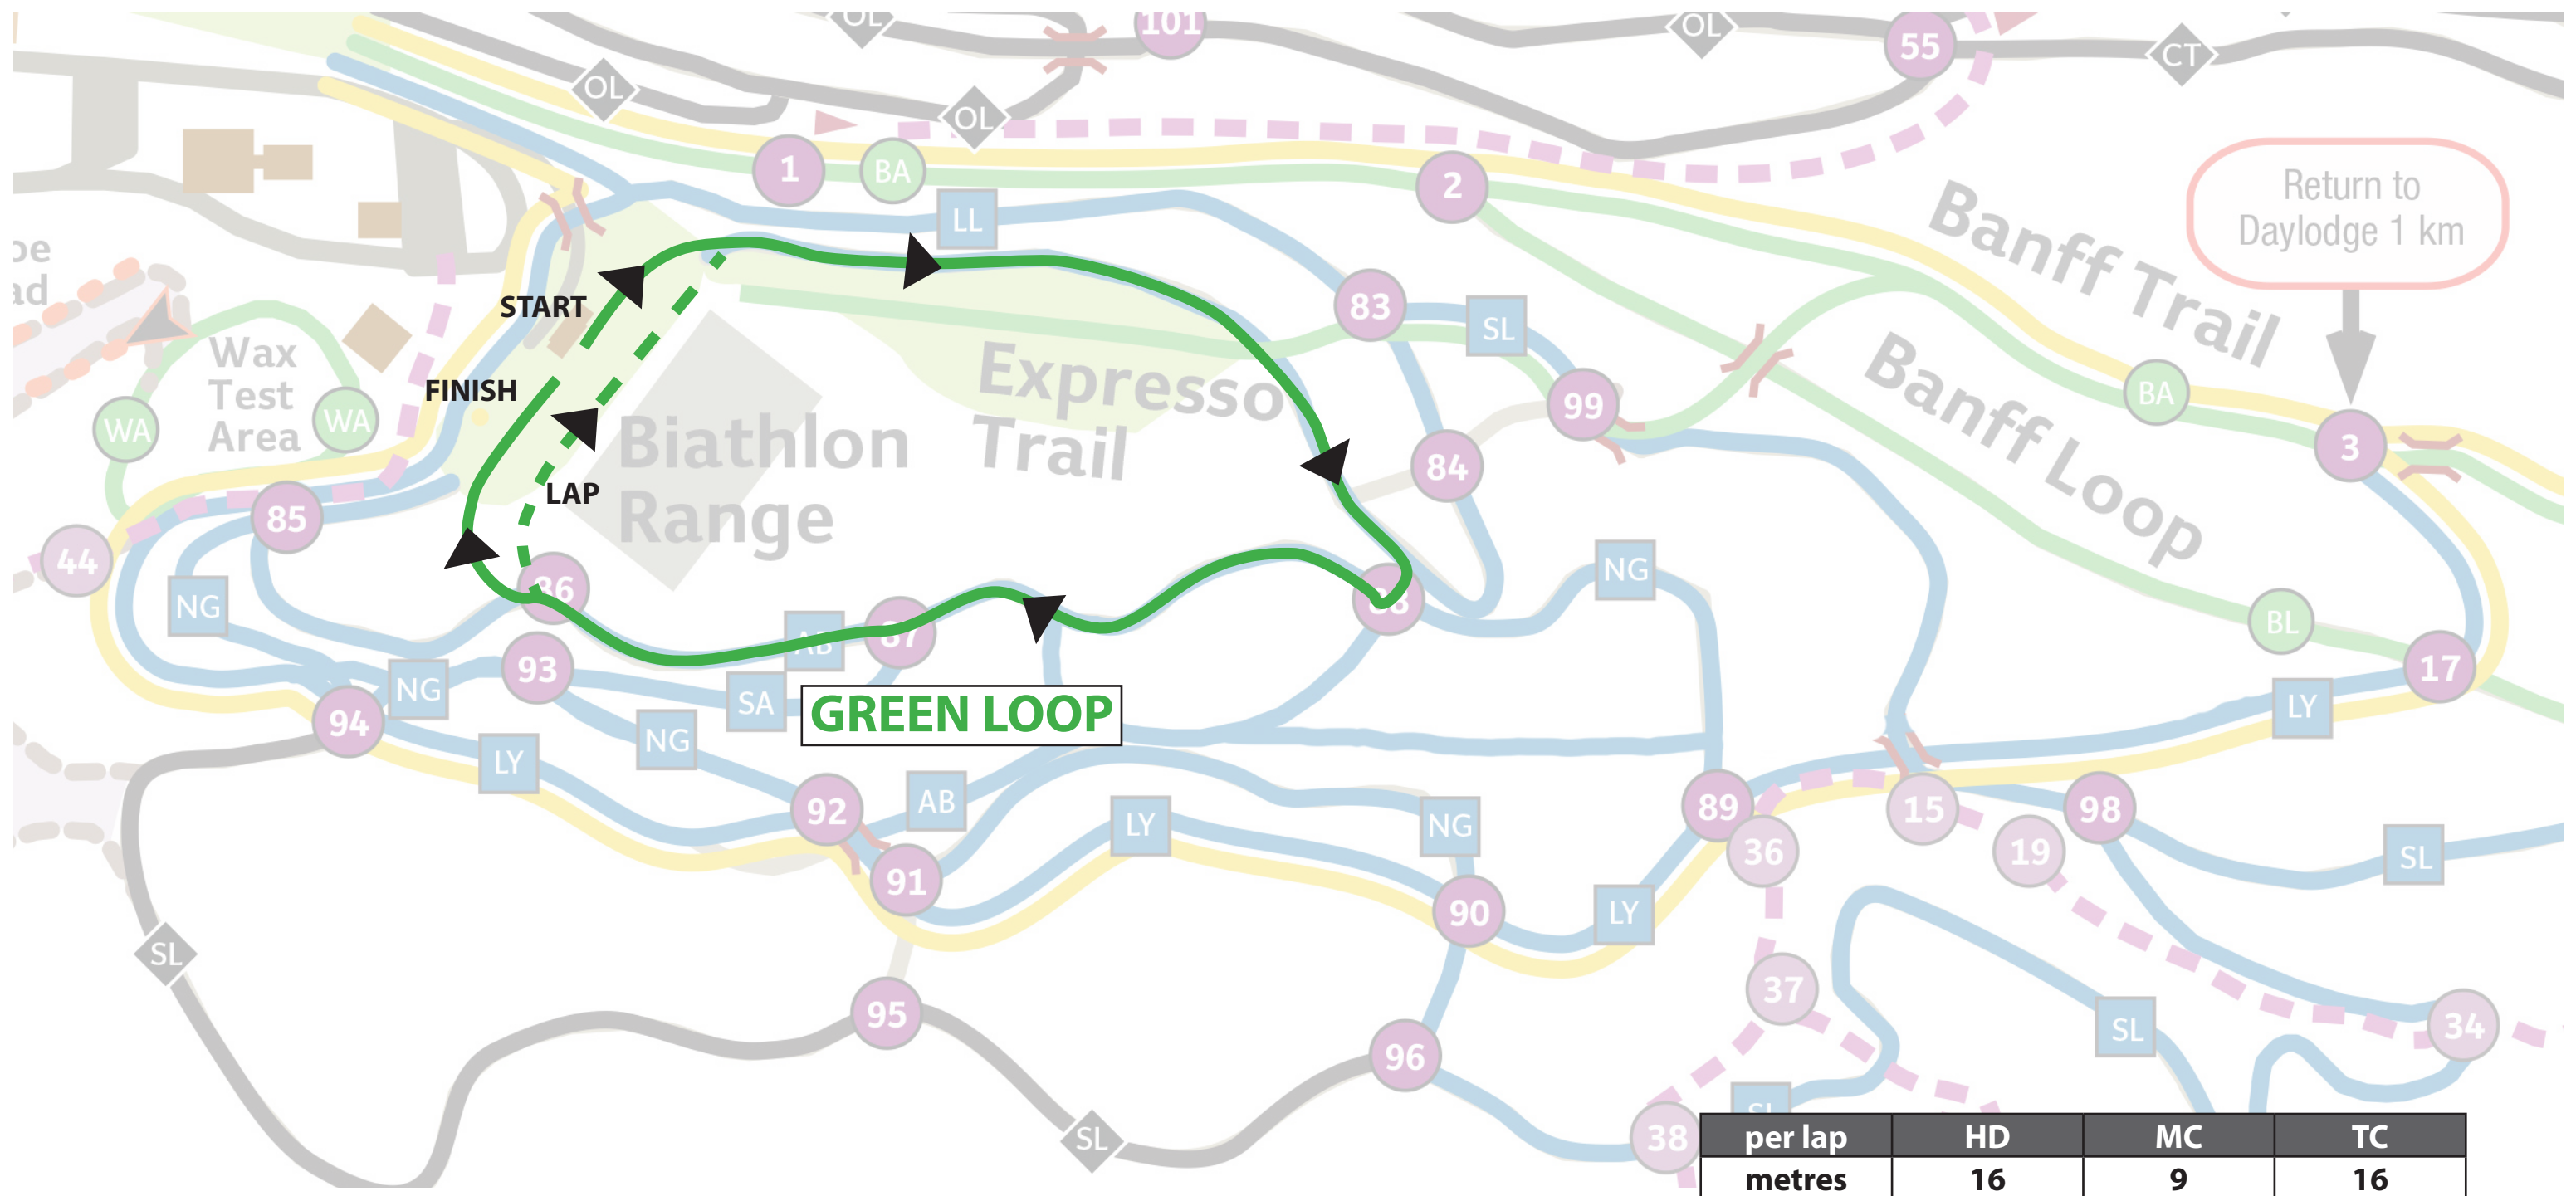 OL
101
OL
55
CT
OL
OL
1
BA
2
LL
Return to
Daylodge 1 km
Banff Trail
START
83
SL
Wax
Test
Area
WA
WA
FINISH
Expresso
Trail
99
Banff Loop
BA
3
Biathlon
Range
84
LAP
85
44
NG
86
NG
88
AB
87
BL
17
93
NG
SA
GREEN LOOP
LY
94
NG
LY
92
AB
LY
NG
89
15
98
36
19
SL
91
90
LY
SL
95
37
SL
34
96
SL
SL
38
per lap HD MC TC
metres 16 9 16